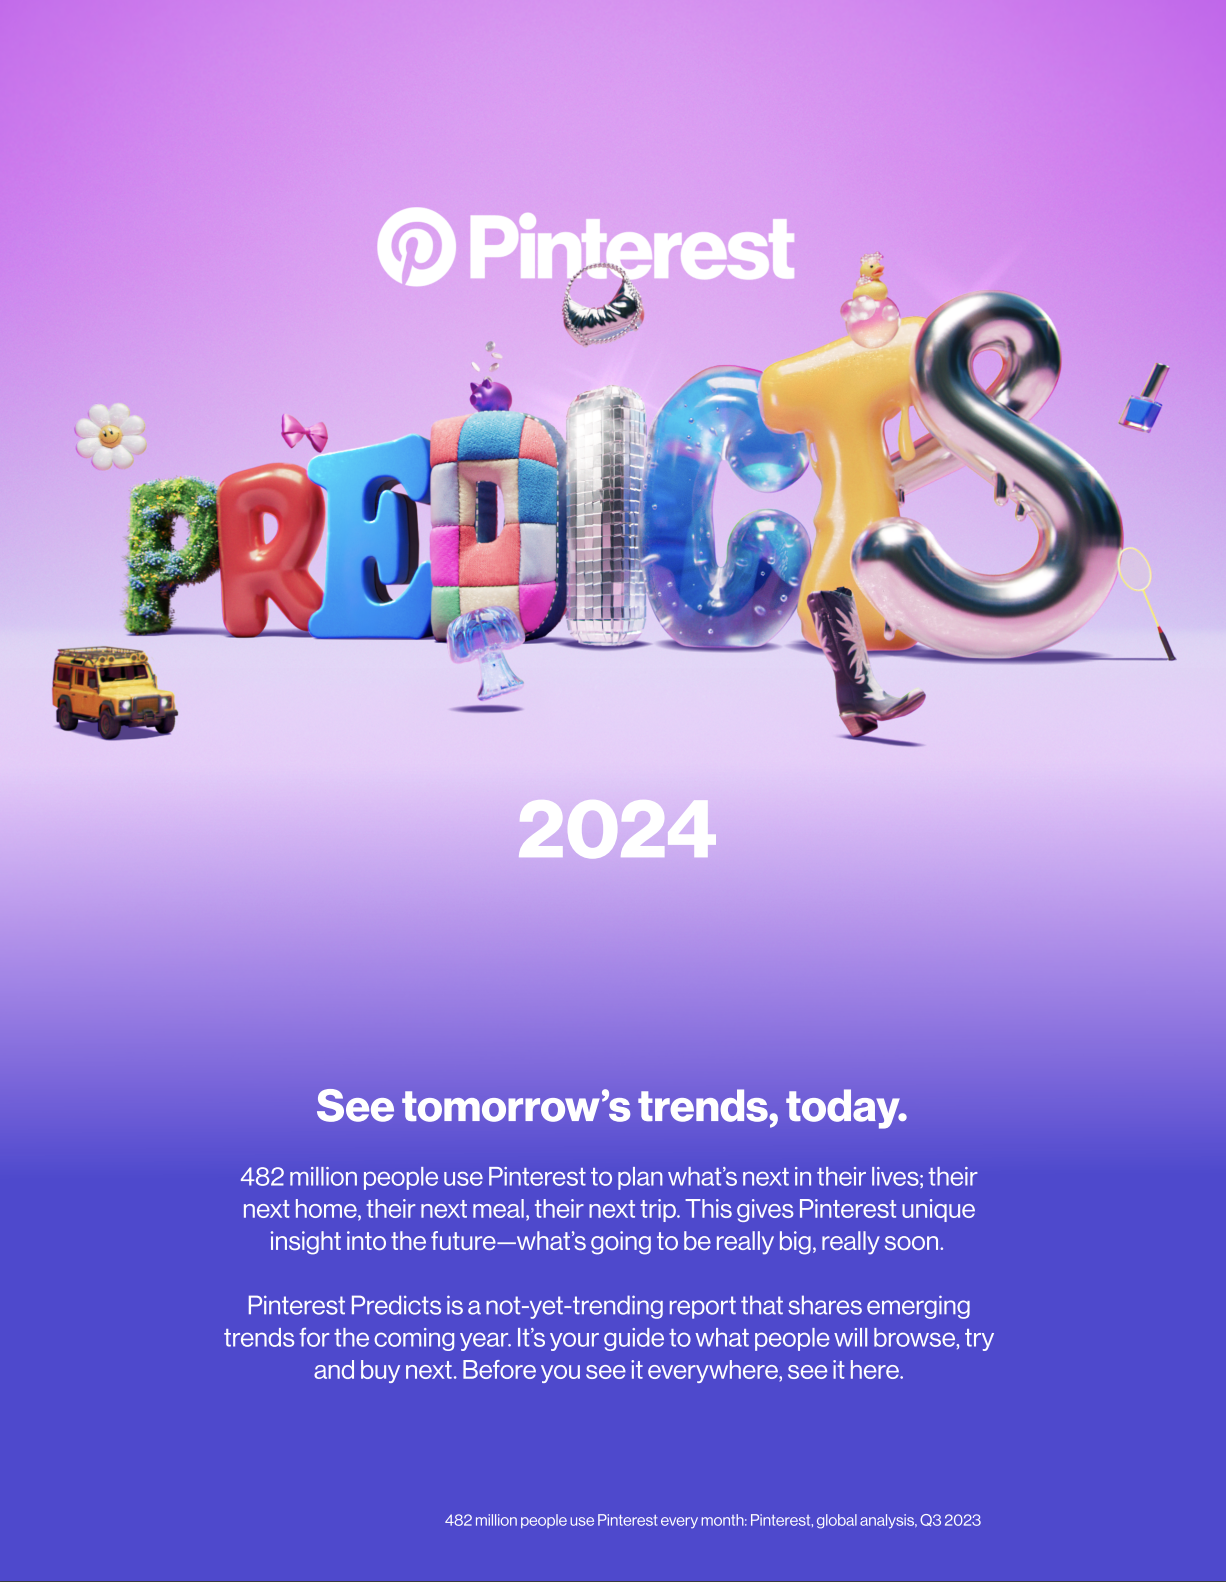 Pinterest
PREDICTS
2024
See tomorrow’s trends, today.
482 million people use Pinterest to plan what’s next in their lives; their
next home, their next meal, their next trip. This gives Pinterest unique
insight into the future—what’s going to be really big, really soon.
Pinterest Predicts is a not-yet-trending report that shares emerging
trends for the coming year. It’s your guide to what people will browse, try
and buy next. Before you see it everywhere, see it here.
482 million people use Pinterest every month: Pinterest, global analysis, Q3 2023